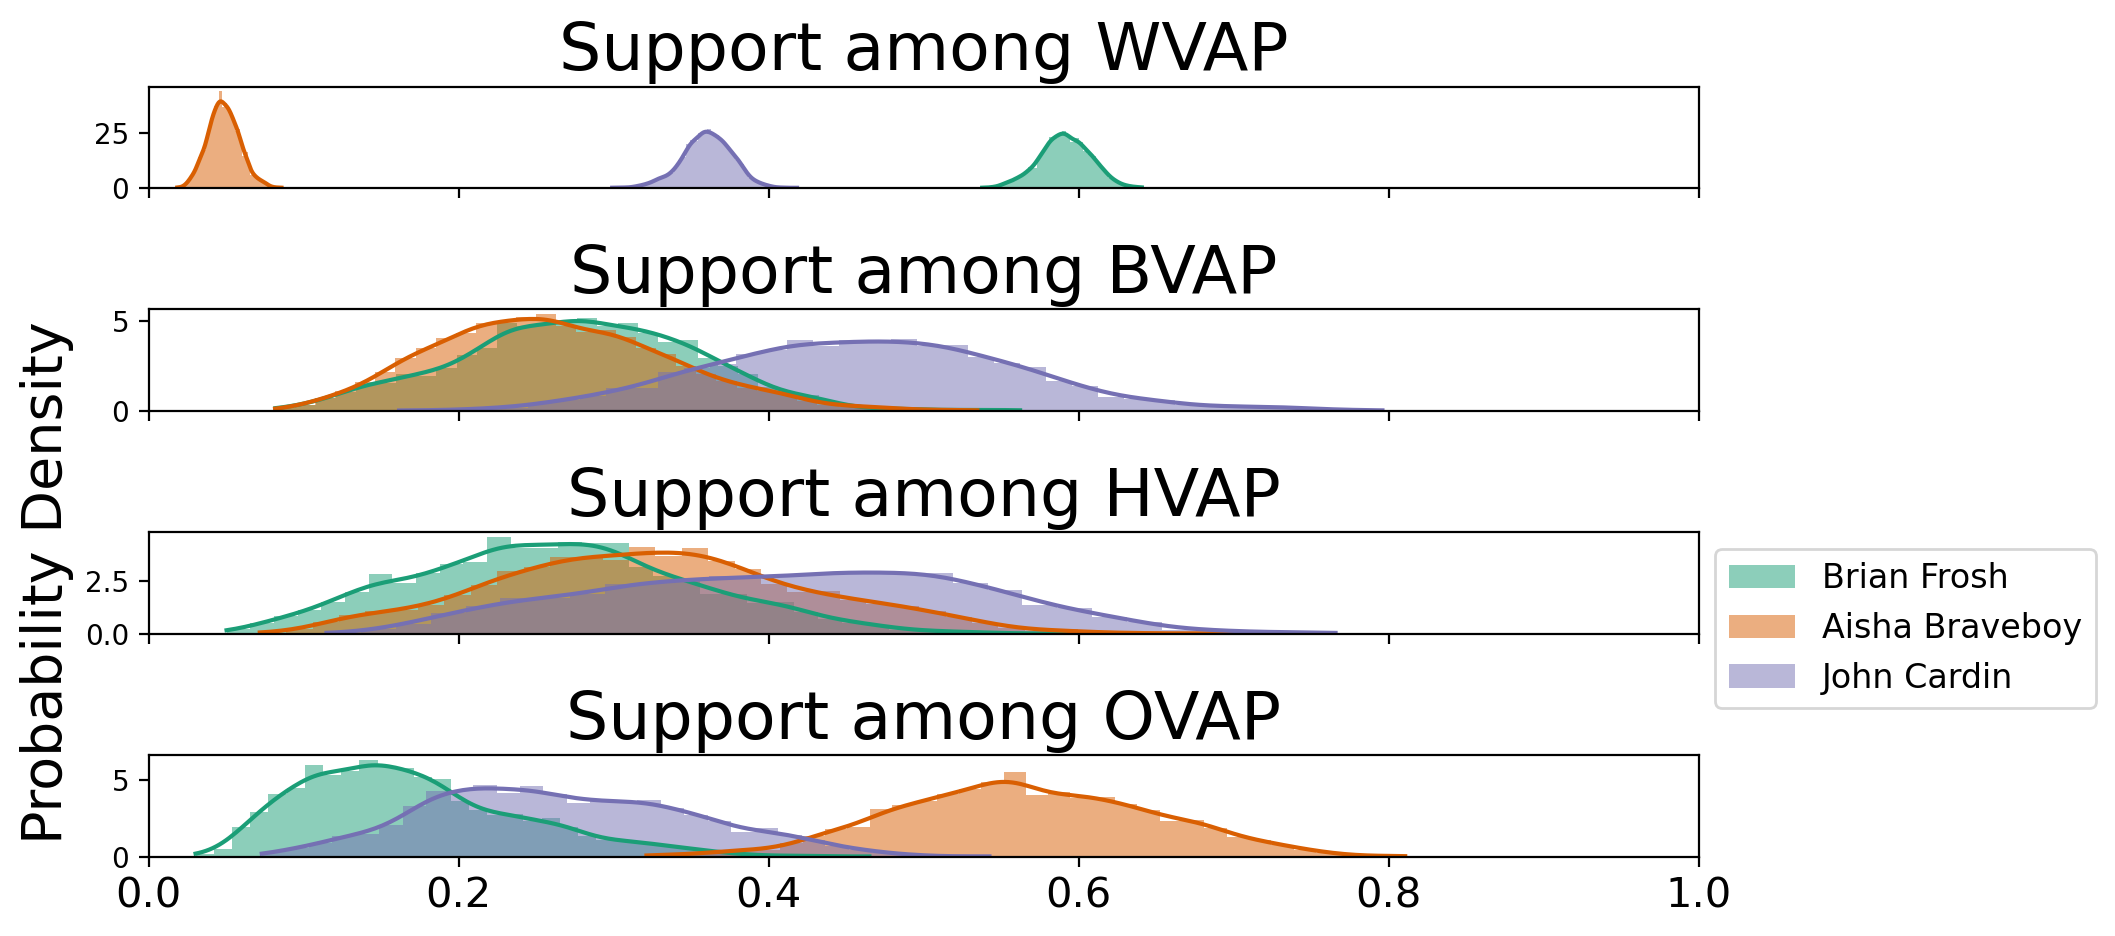 Support among WVAP
25
0
Support among BVAP
5
0
Probability Density
Support among HVAP
2.5
0.0
Brian Frosh
Aisha Braveboy
John Cardin
Support among OVAP
5
0
0.0 0.2 0.4 0.6 0.8 1.0